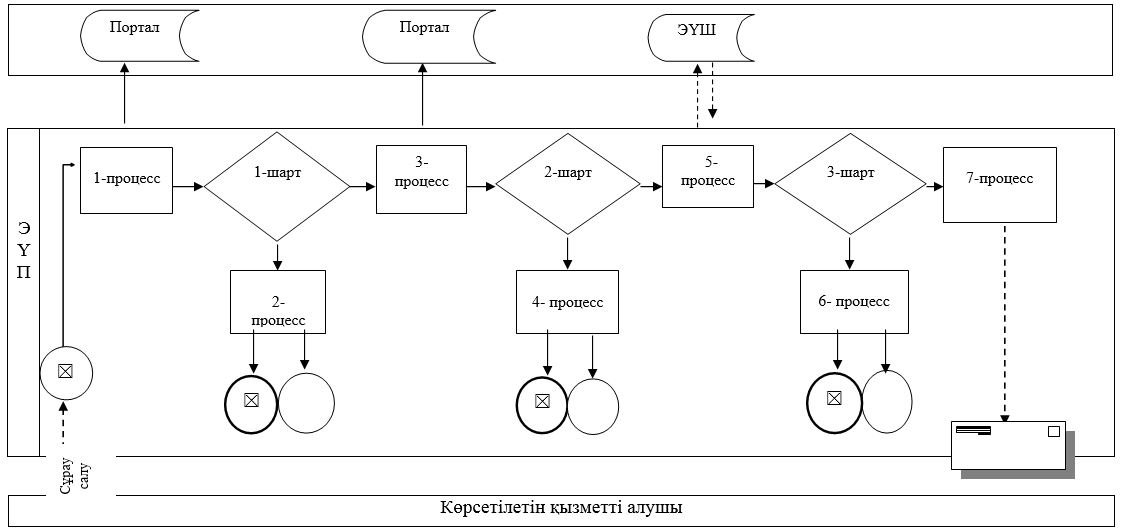 Портал
Портал
ЭҮШ
Э
Ү
П
1-процесс
1-шарт
3-
процесс
2-шарт
5-
процесс
3-шарт
7-процесс
2-
процесс
4- процесс
6- процесс
Сұрау
салу
Көрсетілетін қызметті алушы